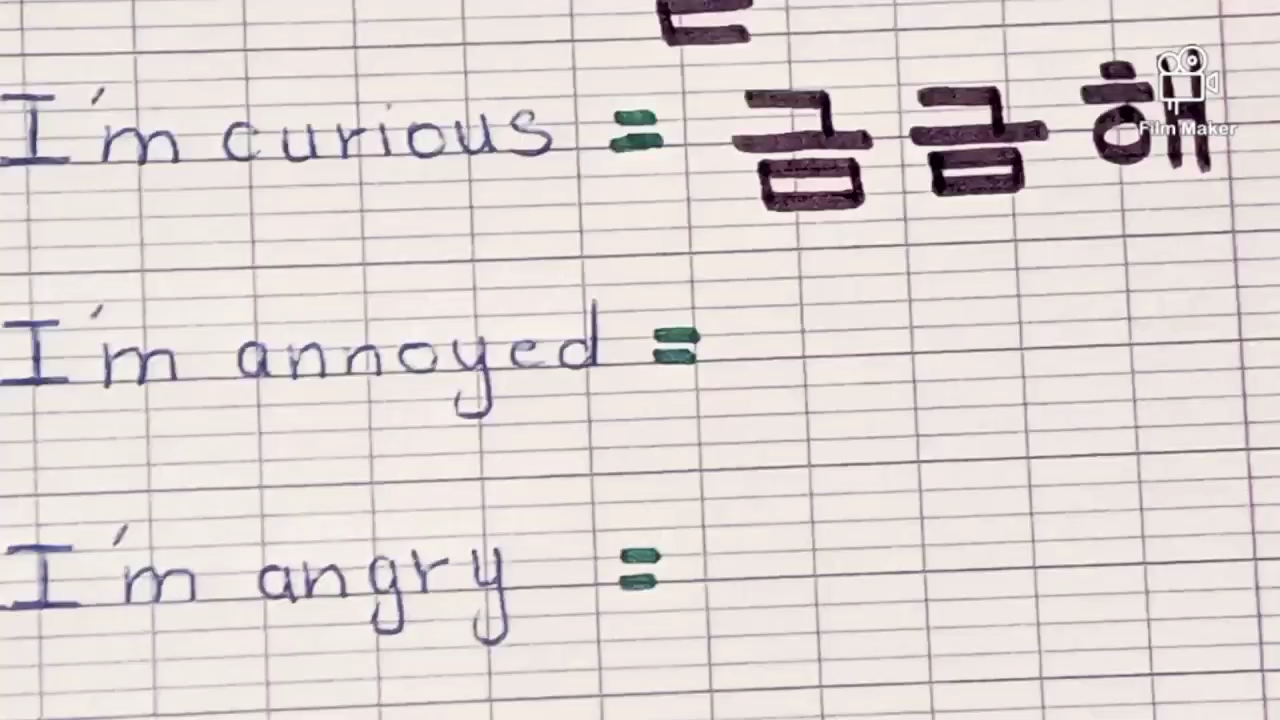 I'm curious = 궁금해
Film Maker
I'm annoyed =
I'm angry =